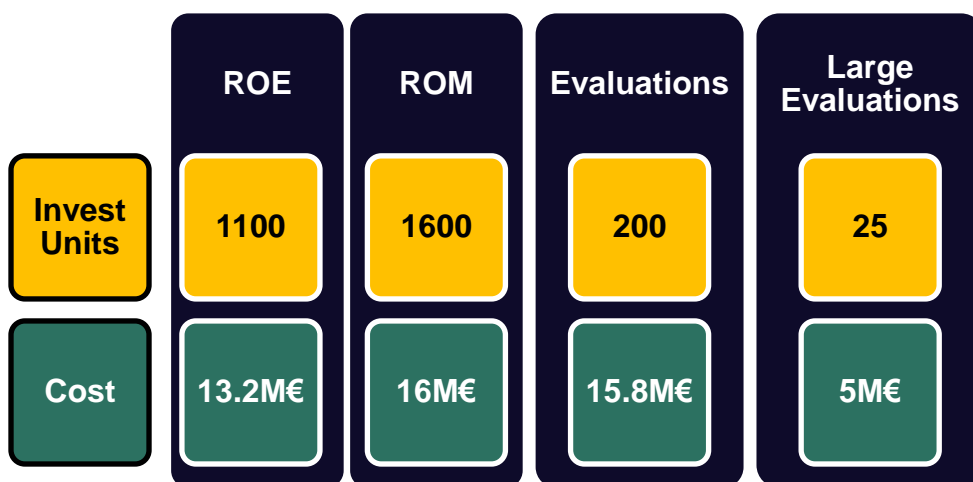 ROE
ROM
Evaluations
Large
Evaluations
Invest
Units
1100
1600
200
25
Cost
13.2M€
16M€
15.8M€
5M€